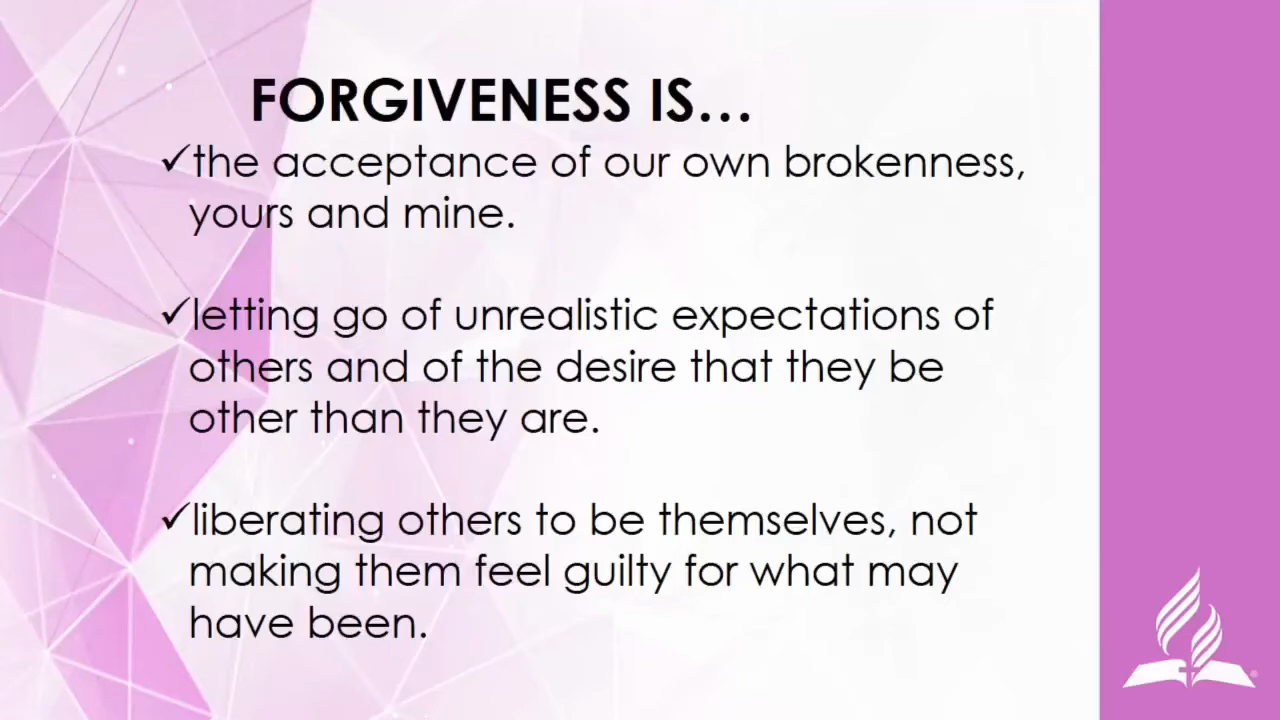 FORGIVENESS IS…
✓the acceptance of our own brokenness,
yours and mine.
✓letting go of unrealistic expectations of
others and of the desire that they be
other than they are.
✓liberating others to be themselves, not
making them feel guilty for what may
have been.